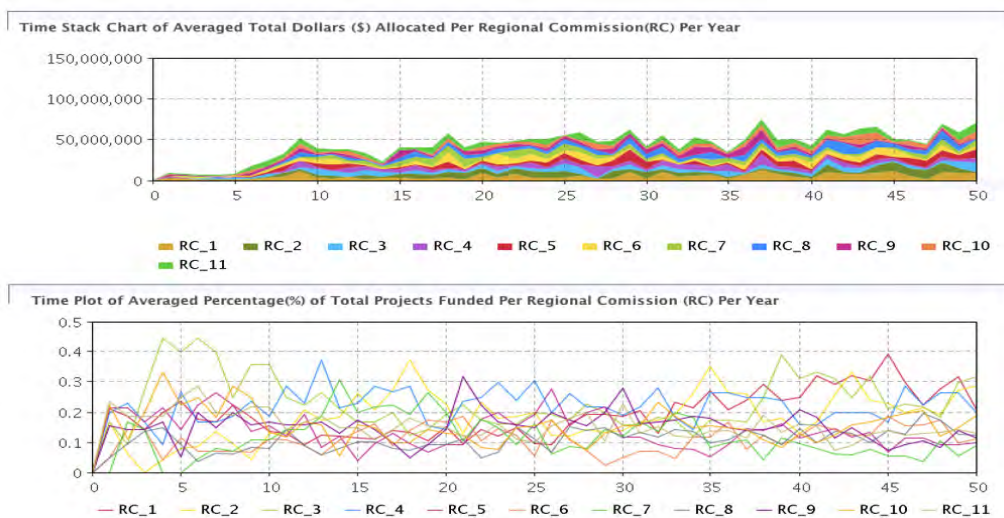 Time Stack Chart of Averaged Total Dollars ($) Allocated Per Regional Commission(RC) Per Year
150,000,000
100,000,000
50,000,000
0
0 5 10 15 20 25 30 35 40 45 50
RC_1 RC_2 RC_3 RC_4 RC_5 RC_6 RC_7 RC_8 RC_9 RC_10
RC_11
Time Plot of Averaged Percentage(%) of Total Projects Funded Per Regional Comission (RC) Per Year
0.5
0.4
0.3
0.2
0.1
0
0 5 10 15 20 25 30 35 40 45 50
RC_1 RC_2 RC_3 RC_4 RC_5 RC_6 RC_7 RC_8 RC_9 RC_10 RC_11